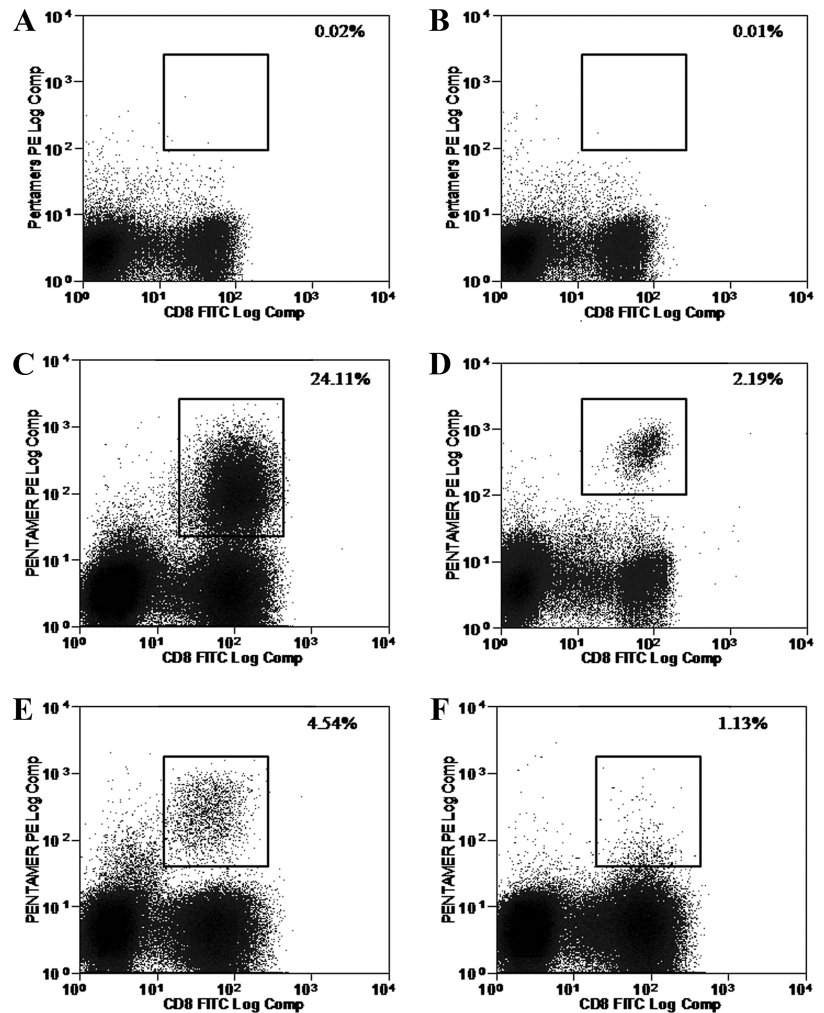 A
0.02%
Pentamers PE Log Comp
10⁴
10³
10²
10¹
10⁰
10⁰ 10¹ 10² 10³ 10⁴
CD8 FITC Log Comp
B
0.01%
Pentamers PE Log Comp
10⁴
10³
10²
10¹
10⁰
10⁰ 10¹ 10² 10³ 10⁴
CD8 FITC Log Comp
C
24.11%
PENTAMER PE Log Comp
10⁴
10³
10²
10¹
10⁰
10⁰ 10¹ 10² 10³ 10⁴
CD8 FITC Log Comp
D
2.19%
PENTAMER PE Log Comp
10⁴
10³
10²
10¹
10⁰
10⁰ 10¹ 10² 10³ 10⁴
CD8 FITC Log Comp
E
4.54%
PENTAMER PE Log Comp
10⁴
10³
10²
10¹
10⁰
10⁰ 10¹ 10² 10³ 10⁴
CD8 FITC Log Comp
F
1.13%
PENTAMER PE Log Comp
10⁴
10³
10²
10¹
10⁰
10⁰ 10¹ 10² 10³ 10⁴
CD8 FITC Log Comp